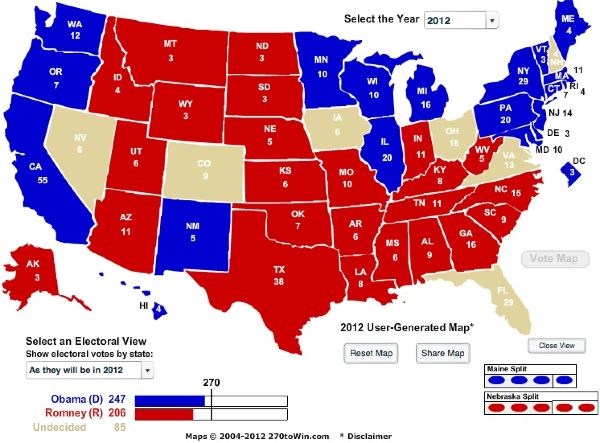 Select the Year 2012
WA
12
OR
7
CA
55
NV
6
ID
4
MT
3
WY
3
UT
6
CO
9
AZ
11
NM
5
ND
3
SD
3
NE
5
KS
6
OK
7
TX
38
MN
10
IA
6
MO
10
AR
6
LA
8
WI
10
IL
20
MI
16
IN
11
OH
18
KY
8
TN 11
MS
6
AL
9
GA
16
FL
29
SC
9
NC 15
VA
13
WV
5
PA
20
NY
29
VT
3
NH
4
ME
4
MA
11
RI
4
CT
7
NJ 14
DE 3
MD 10
DC
3
AK
3
HI
4
Vote Map
2012 User-Generated Map*
Reset Map
Share Map
Close View
Select an Electoral View
Show electoral votes by state:
As they will be in 2012
270
Obama (D) 247
Romney (R) 206
Undecided 85
Maine Split
Nebraska Split
Maps © 2004-2012 270toWin.com * Disclaimer